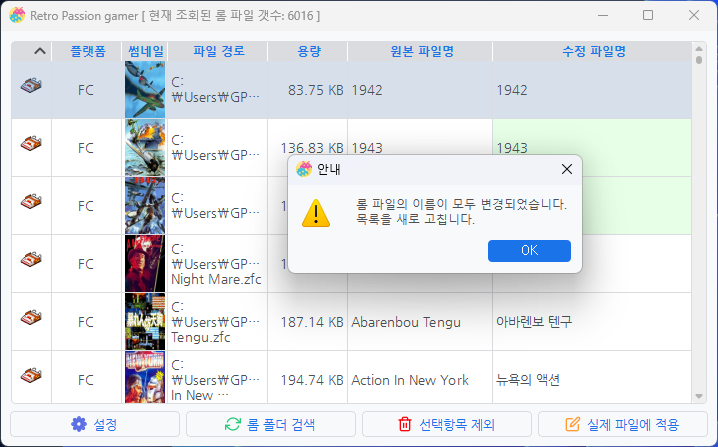 Retro Passion gamer [ 현재 조회된 롬 파일 갯수: 6016 ]
플랫폼 썸네일 파일 경로 용량 원본 파일명 수정 파일명
FC C:
₩Users₩GP⋯ 83.75 KB 1942 1942
FC C:
₩Users₩GP⋯ 136.83 KB 1943 1943
안내
롬 파일의 이름이 모두 변경되었습니다.
목록을 새로 고칩니다.
OK
FC C:
₩Users₩GP⋯
FC C:
₩Users₩GP⋯
Night Mare.zfc
FC C:
₩Users₩GP⋯ 187.14 KB Abarenbou Tengu 아바렌보 텐구
Tengu.zfc
FC C:
₩Users₩GP⋯ 194.74 KB Action In New York 뉴욕의 액션
In New ⋯
설정 롬 폴더 검색 선택항목 제외 실제 파일에 적용